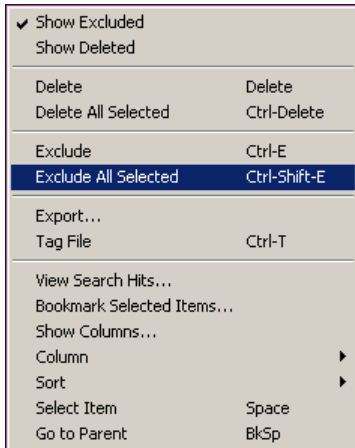 Show Excluded
Show Deleted
Delete Delete
Delete All Selected Ctrl-Delete
Exclude Ctrl-E
Exclude All Selected Ctrl-Shift-E
Export...
Tag File Ctrl-T
View Search Hits...
Bookmark Selected Items...
Show Columns...
Column
Sort
Select Item Space
Go to Parent BkSp